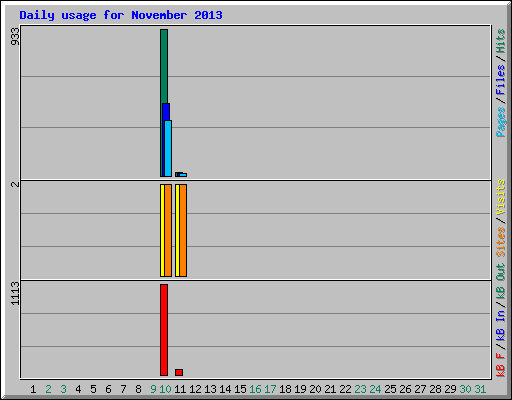 Daily usage for November 2013
933
2
1113
Pages / Files / Hits
Sites / Visits
kB F / kB In / kB Out
1 2 3 4 5 6 7 8 9 10 11 12 13 14 15 16 17 18 19 20 21 22 23 24 25 26 27 28 29 30 31